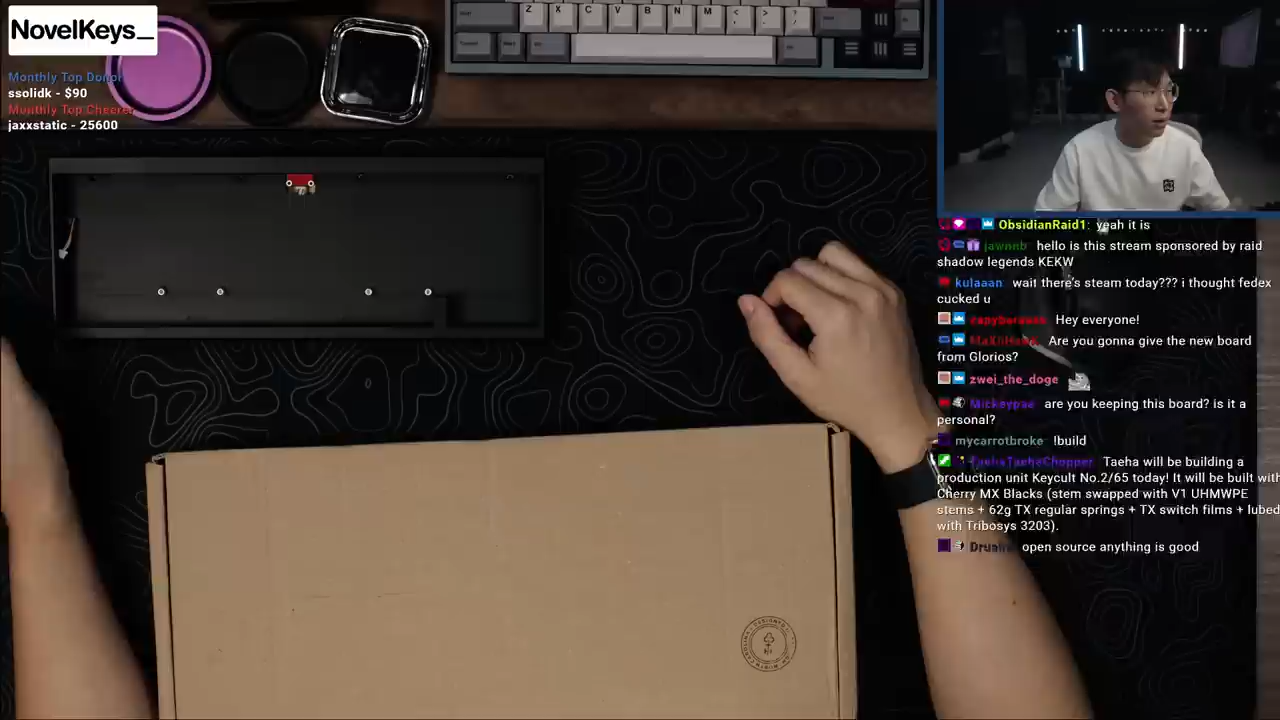 NovelKeys_
Monthly Top Donor
ssolidk - $90
Monthly Top Cheerer
jaxxstatic - 25600
Z X C V B N M < > ?
ObsidianRaid1: yeah it is
jawnnb hello is this stream sponsored by raid
shadow legends KEKW
kulaaan wait there's steam today??? i thought fedex
cucked u
Hey everyone!
Are you gonna give the new board
from Glorios?
zwei_the_doge
Mickeypae are you keeping this board? is it a
personal?
mycarrotbroke !build
TaehaTaehaChopper Taeha will be building a
production unit Keycult No.2/65 today! It will be built with
Cherry MX Blacks (stem swapped with V1 UHMWPE
stems + 62g TX regular springs + TX switch films + lubed
with Tribosys 3203).
open source anything is good